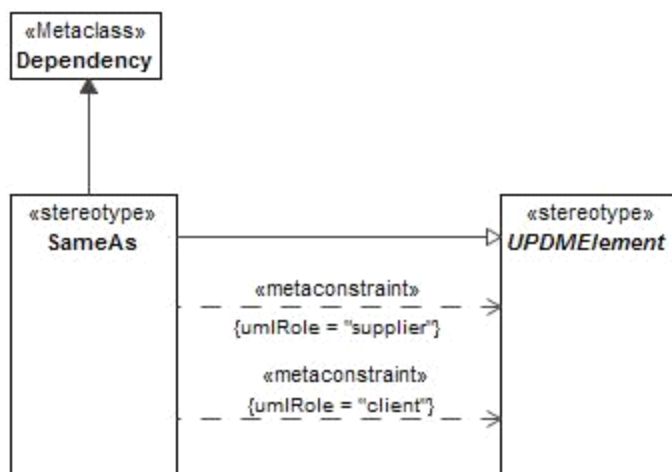 «Metaclass»
Dependency
«stereotype»
SameAs
«stereotype»
UPDMElement
«metaconstraint»
{umlRole = "supplier"}
«metaconstraint»
{umlRole = "client"}